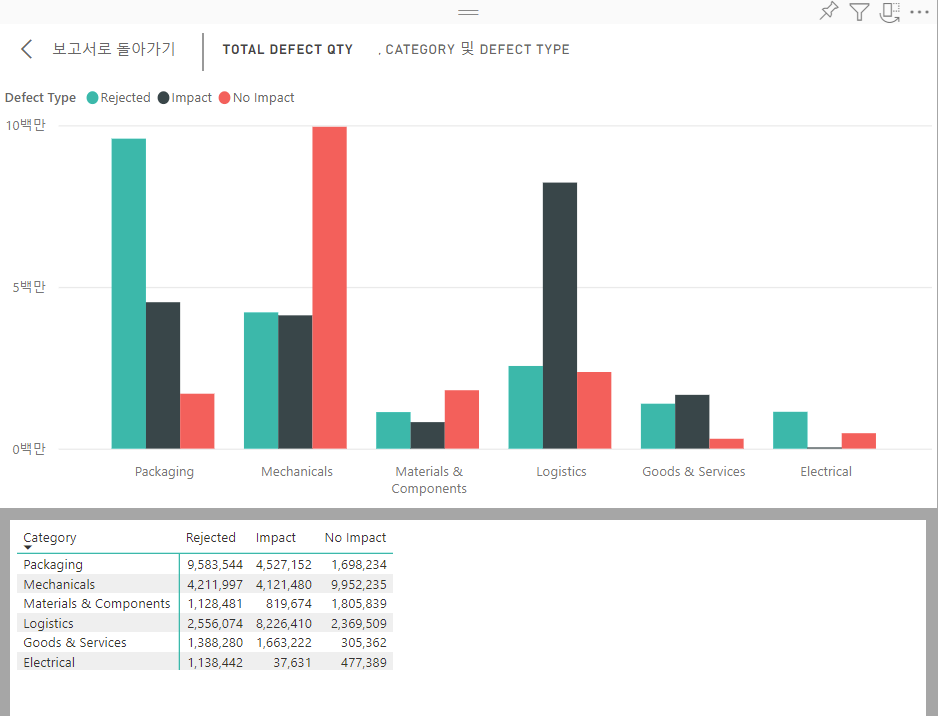 보고서로 돌아가기 TOTAL DEFECT QTY . CATEGORY 및 DEFECT TYPE
Defect Type Rejected Impact No Impact
10백만
5백만
0백만
Packaging Mechanicals Materials & Components Logistics Goods & Services Electrical
Category Rejected Impact No Impact
Packaging 9,583,544 4,527,152 1,698,234
Mechanicals 4,211,997 4,121,480 9,952,235
Materials & Components 1,128,481 819,674 1,805,839
Logistics 2,556,074 8,226,410 2,369,509
Goods & Services 1,388,280 1,663,222 305,362
Electrical 1,138,442 37,631 477,389